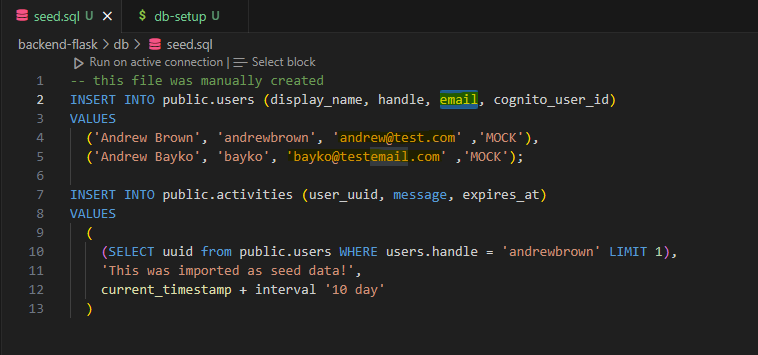 seed.sql U X $ db-setup U
backend-flask > db > seed.sql
Run on active connection | Select block
1 -- this file was manually created
2 INSERT INTO public.users (display_name, handle, email, cognito_user_id)
3 VALUES
4 ('Andrew Brown', 'andrewbrown', 'andrew@test.com' ,'MOCK'),
5 ('Andrew Bayko', 'bayko', 'bayko@testemail.com' ,'MOCK');
6
7 INSERT INTO public.activities (user_uuid, message, expires_at)
8 VALUES
9 (
10 (SELECT uuid from public.users WHERE users.handle = 'andrewbrown' LIMIT 1),
11 'This was imported as seed data!',
12 current_timestamp + interval '10 day'
13 )